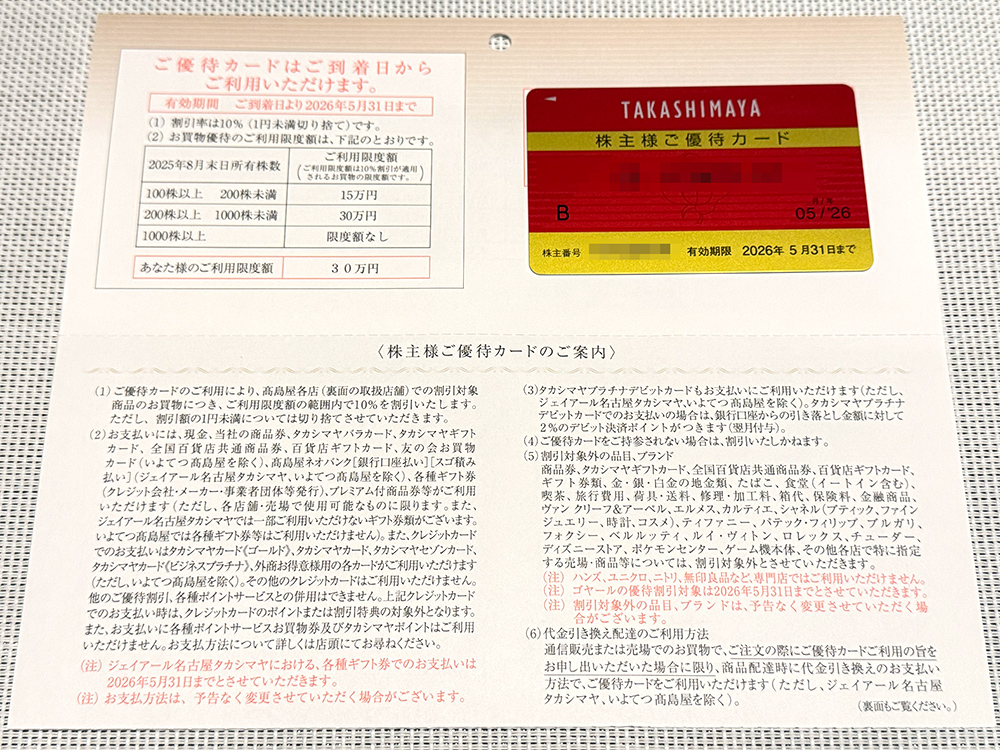 ご優待カードはご到着日から
ご利用いただけます。
有効期間 ご到着日より2026年5月31日まで
(1) 割引率は10%(1円未満切り捨て)です。
(2) お買物優待のご利用限度額は、下記のとおりです。
2025年8月末日所有株数
ご利用限度額
(ご利用限度額は10%割引が適用
されるお買物の限度額です。)
100株以上 200株未満 15万円
200株以上 1000株未満 30万円
1000株以上 限度額なし
あなた様のご利用限度額 30万円
TAKASHIMAYA
株主様ご優待カード
B
月/年
05/'26
株主番号
有効期限 2026年 5月31日まで
〈株主様ご優待カードのご案内〉
(1)ご優待カードのご利用により、髙島屋各店(裏面の取扱店舗)での割引対象
商品のお買物につき、ご利用限度額の範囲内で10%を割引いたします。
ただし、割引額の1円未満については切り捨てさせていただきます。
(2)お支払いには、現金、当社の商品券、タカシマヤバラカード、タカシマヤギフト
カード、全国百貨店共通商品券、百貨店ギフトカード、友の会お買物
カード(いよてつ髙島屋を除く)、髙島屋ネオバンク[銀行口座払い][スゴ積み
払い](ジェイアール名古屋タカシマヤ、いよてつ髙島屋を除く)、各種ギフト券
(クレジット会社・メーカー・事業者団体等発行)、プレミアム付商品券等がご利用
いただけます(ただし、各店舗・売場で使用可能なものに限ります。また、
ジェイアール名古屋タカシマヤでは一部ご利用いただけないギフト券類がございます。
いよてつ髙島屋では各種ギフト券等はご利用いただけません)。また、クレジットカード
でのお支払いはタカシマヤカード《ゴールド》、タカシマヤカード、タカシマヤセゾンカード、
タカシマヤカード《ビジネスプラチナ》、外商お得意様用の各カードがご利用いただけます
(ただし、いよてつ髙島屋を除く)。その他のクレジットカードはご利用いただけません。
他のご優待割引、各種ポイントサービスとの併用はできません。上記クレジットカード
でのお支払い時は、クレジットカードのポイントまたは割引特典の対象外となります。
また、お支払いに各種ポイントサービスお買物券及びタカシマヤポイントはご利用
いただけません。お支払方法について詳しくは店頭にてお尋ねください。
(注) ジェイアール名古屋タカシマヤにおける、各種ギフト券でのお支払いは
2026年5月31日までとさせていただきます。
(注) お支払方法は、予告なく変更させていただく場合がございます。
(3)タカシマヤプラチナデビットカードもお支払いにご利用いただけます(ただし、
ジェイアール名古屋タカシマヤ、いよてつ髙島屋を除く)。タカシマヤプラチナ
デビットカードでのお支払いの場合は、銀行口座からの引き落とし金額に対して
2%のデビット決済ポイントがつきます(翌月付与)。
(4)ご優待カードをご持参されない場合は、割引いたしかねます。
(5)割引対象外の品目、ブランド
商品券、タカシマヤギフトカード、全国百貨店共通商品券、百貨店ギフトカード、
ギフト券類、金・銀・白金の地金類、たばこ、食堂(イートイン含む)、
喫茶、旅行費用、荷具・送料、修理・加工料、箱代、保険料、金融商品、
ヴァン クリーフ&アーペル、エルメス、カルティエ、シャネル(ブティック、ファイン
ジュエリー、時計、コスメ)、ティファニー、パテック・フィリップ、ブルガリ、
フォクシー、ベルルッティ、ルイ・ヴィトン、ロレックス、チューダー、
ディズニーストア、ポケモンセンター、ゲーム機本体、その他各店で特に指定
する売場・商品等については、割引対象外とさせていただきます。
(注) ハンズ、ユニクロ、ニトリ、無印良品など、専門店ではご利用いただけません。
(注) ゴヤールの優待割引対象は2026年5月31日までとさせていただきます。
(注) 割引対象外の品目、ブランドは、予告なく変更させていただく場
合がございます。
(6)代金引き換え配達のご利用方法
通信販売または売場でのお買物で、ご注文の際にご優待カードご利用の旨を
お申し出いただいた場合に限り、商品配達時に代金引き換えのお支払い
方法で、ご優待カードをご利用いただけます(ただし、ジェイアール名古屋
タカシマヤ、いよてつ髙島屋を除く)。
(裏面もご覧ください。)